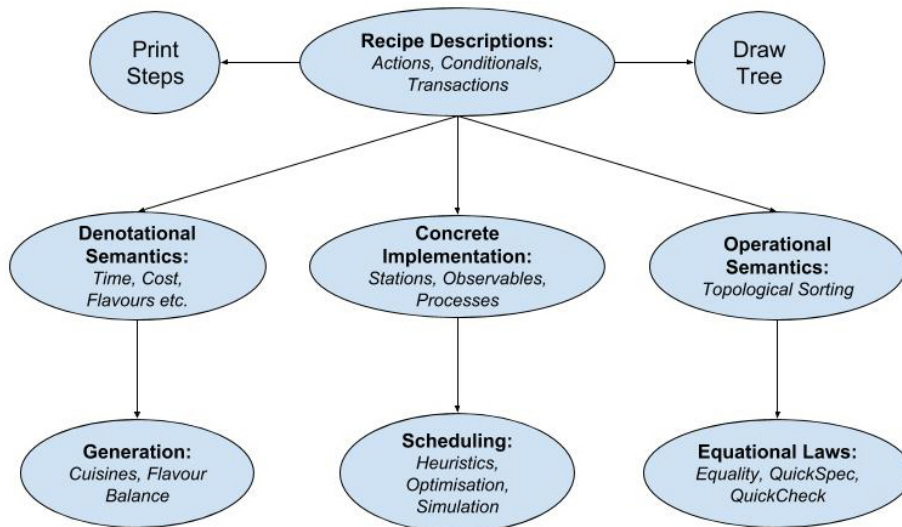 Print
Steps
Recipe Descriptions:
Actions, Conditionals,
Transactions
Draw
Tree
Denotational
Semantics:
Time, Cost,
Flavours etc.
Concrete
Implementation:
Stations, Observables,
Processes
Operational
Semantics:
Topological Sorting
Generation:
Cuisines, Flavour
Balance
Scheduling:
Heuristics,
Optimisation,
Simulation
Equational Laws:
Equality, QuickSpec,
QuickCheck